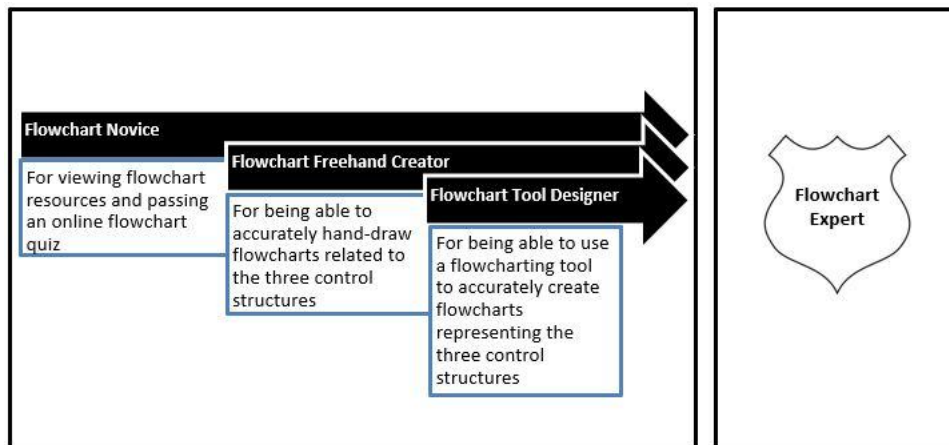 Flowchart Novice
For viewing flowchart
resources and passing
an online flowchart
quiz
Flowchart Freehand Creator
For being able to
accurately hand-draw
flowcharts related to
the three control
structures
Flowchart Tool Designer
For being able to use
a flowcharting tool
to accurately create
flowcharts
representing the
three control
structures
Flowchart
Expert